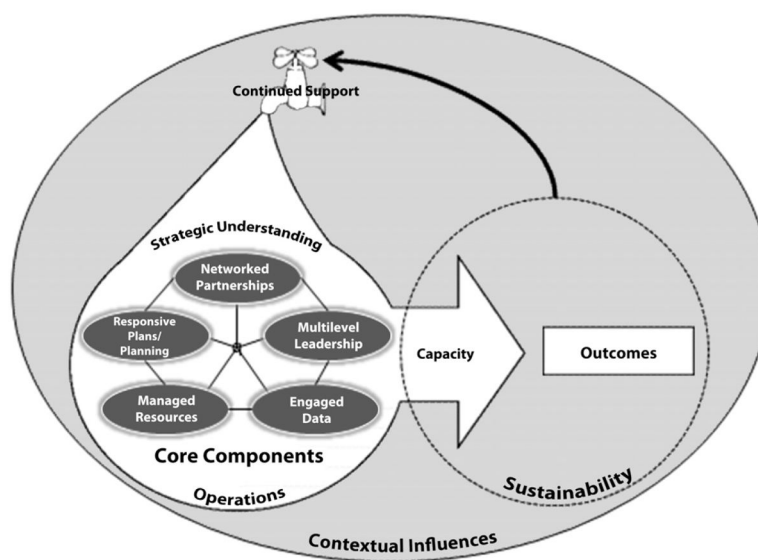 Continued Support
Strategic Understanding
Networked
Partnerships
Responsive
Plans/
Planning
Multilevel
Leadership
Managed
Resources
Engaged
Data
Core Components
Operations
Capacity
Outcomes
Sustainability
Contextual Influences